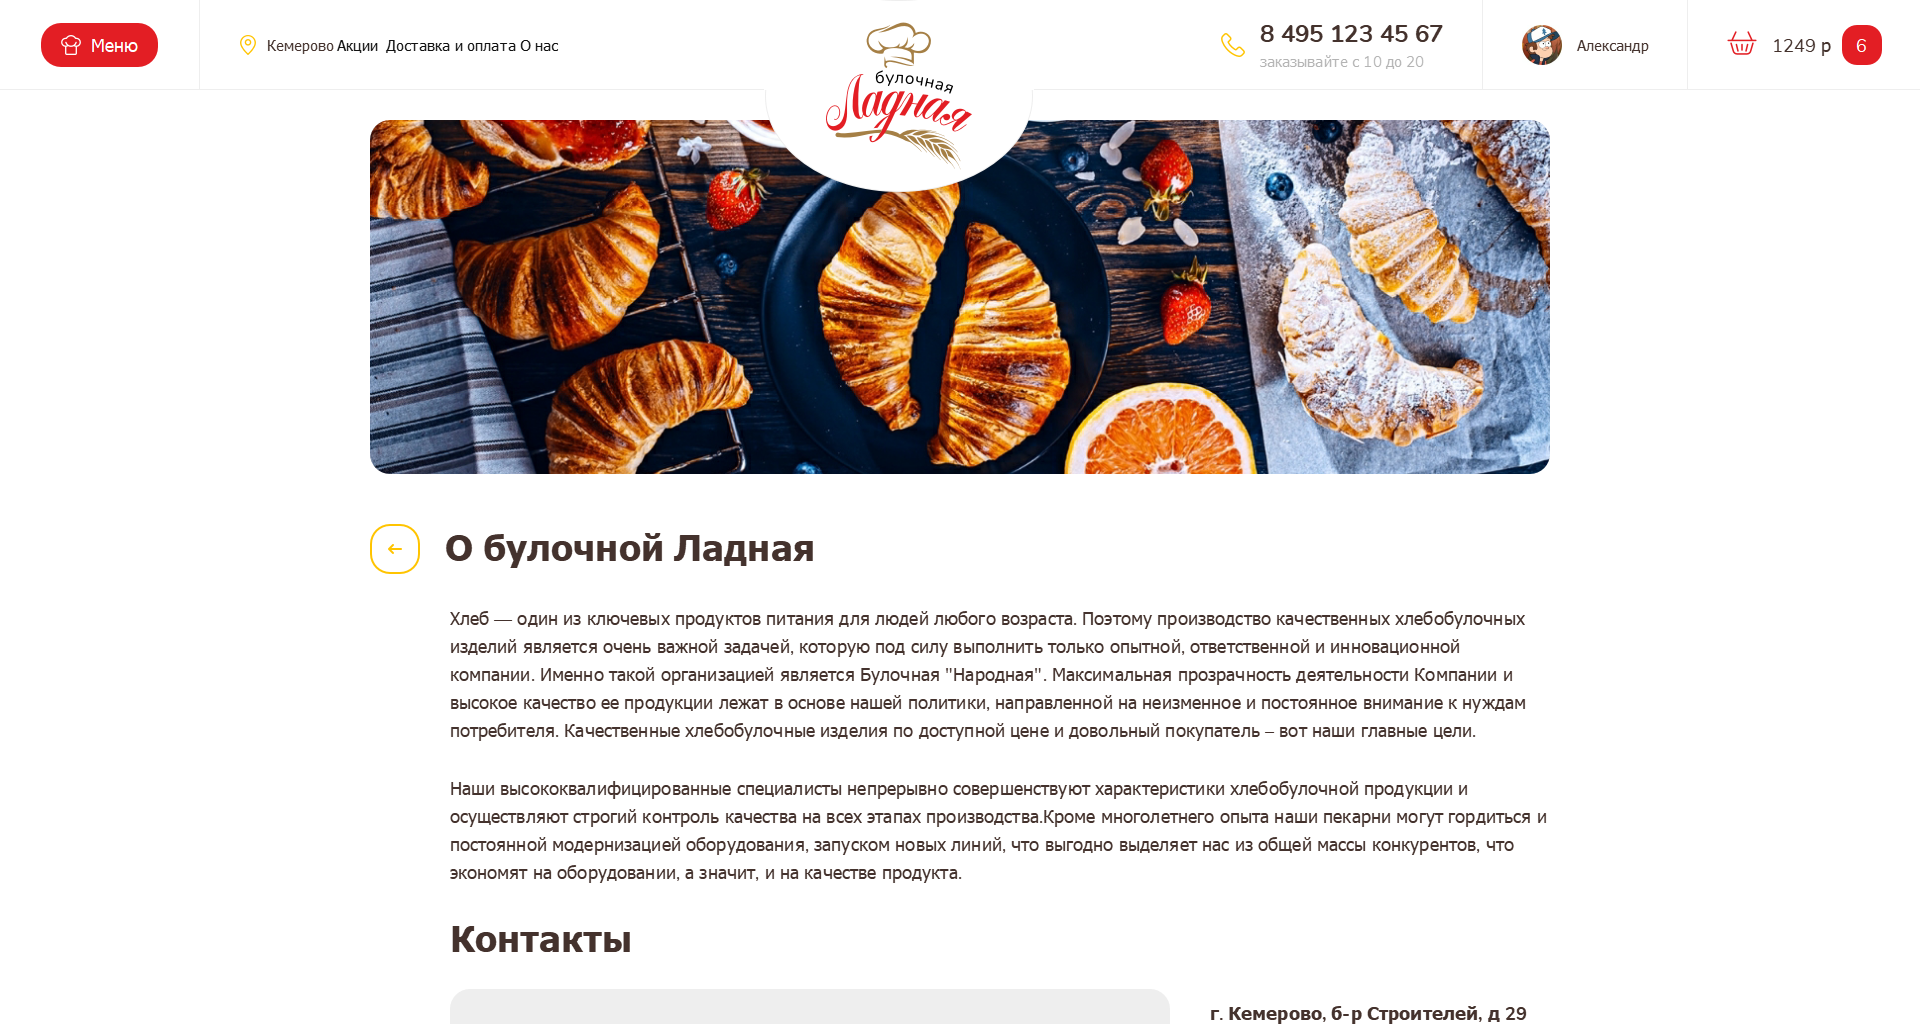 Меню
Кемерово Акции Доставка и оплата О нас
булочная
Ладная
8 495 123 45 67
заказывайте с 10 до 20
Александр
1249 р
6
О булочной Ладная
Хлеб — один из ключевых продуктов питания для людей любого возраста. Поэтому производство качественных хлебобулочных
изделий является очень важной задачей, которую под силу выполнить только опытной, ответственной и инновационной
компании. Именно такой организацией является Булочная "Народная". Максимальная прозрачность деятельности Компании и
высокое качество ее продукции лежат в основе нашей политики, направленной на неизменное и постоянное внимание к нуждам
потребителя. Качественные хлебобулочные изделия по доступной цене и довольный покупатель – вот наши главные цели.
Наши высококвалифицированные специалисты непрерывно совершенствуют характеристики хлебобулочной продукции и
осуществляют строгий контроль качества на всех этапах производства.Кроме многолетнего опыта наши пекарни могут гордиться и
постоянной модернизацией оборудования, запуском новых линий, что выгодно выделяет нас из общей массы конкурентов, что
экономят на оборудовании, а значит, и на качестве продукта.
Контакты
г. Кемерово, б-р Строителей, д 29